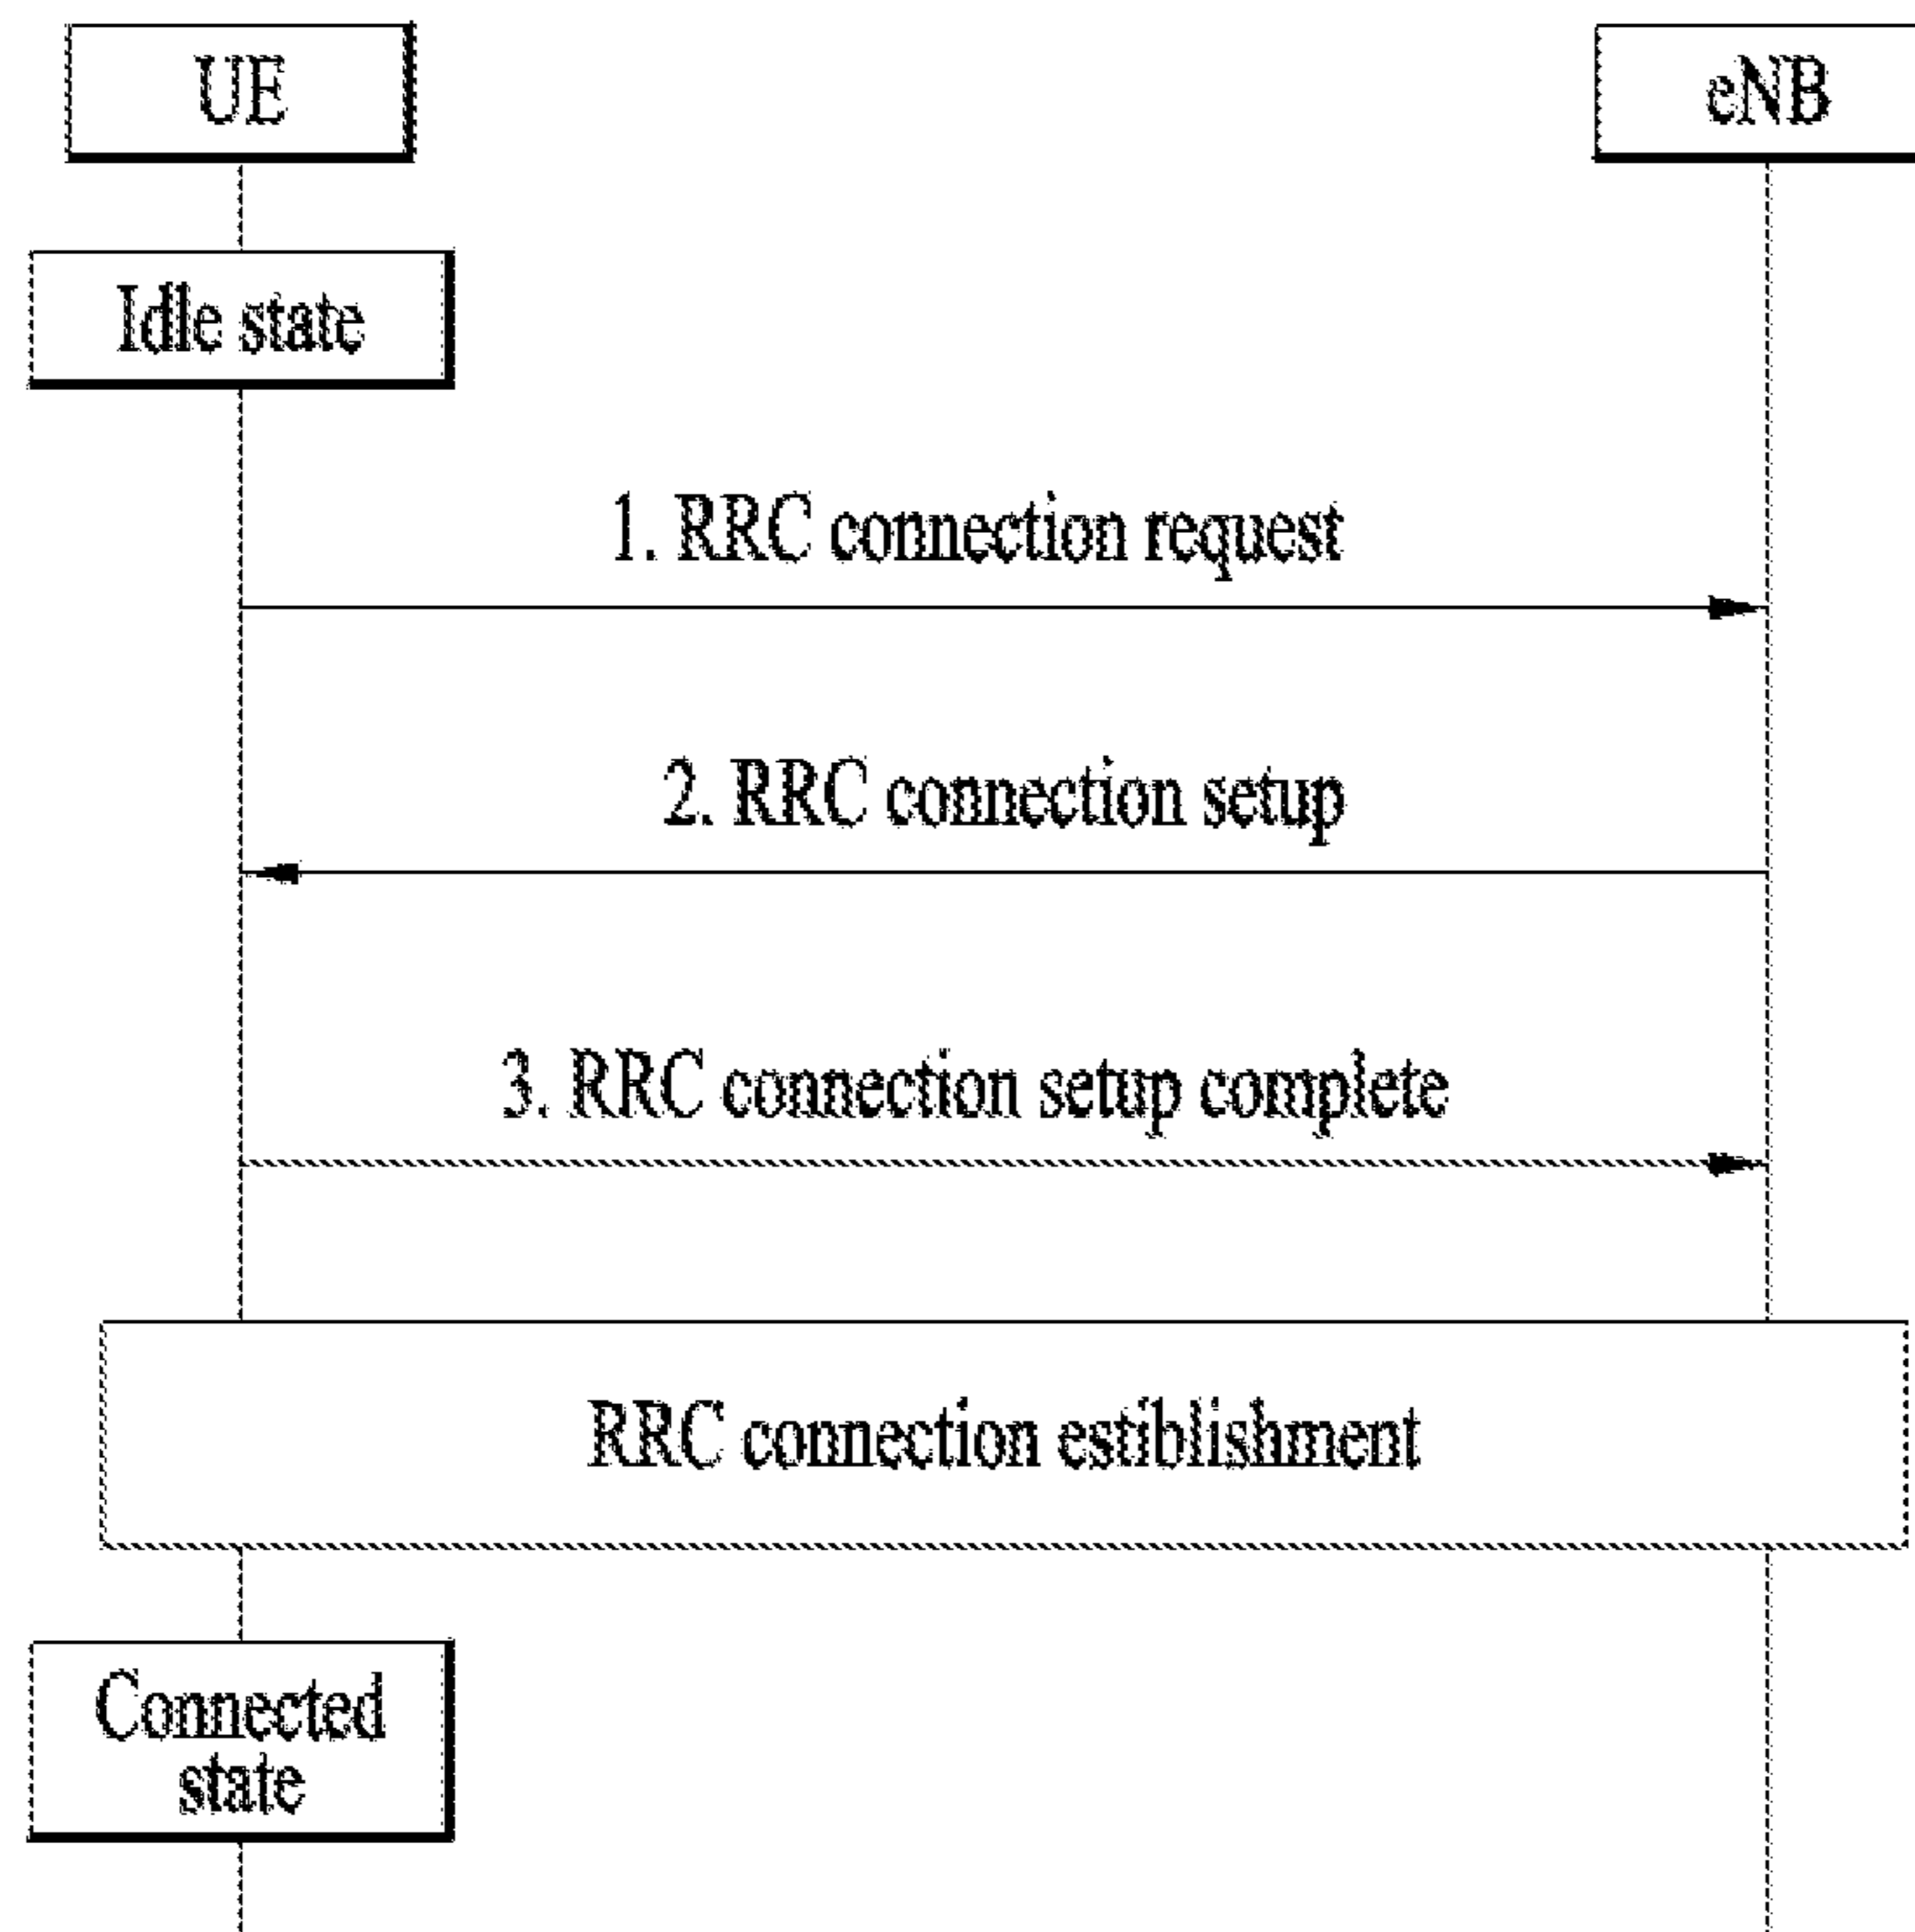 UE
eNB
Idle state
1. RRC connection request
2. RRC connection setup
3. RRC connection setup complete
RRC connection estiblishment
Connected
state